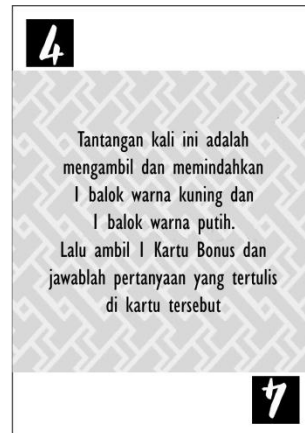 4
Tantangan kali ini adalah
mengambil dan memindahkan
1 balok warna kuning dan
1 balok warna putih.
Lalu ambil 1 Kartu Bonus dan
jawablah pertanyaan yang tertulis
di kartu tersebut
4